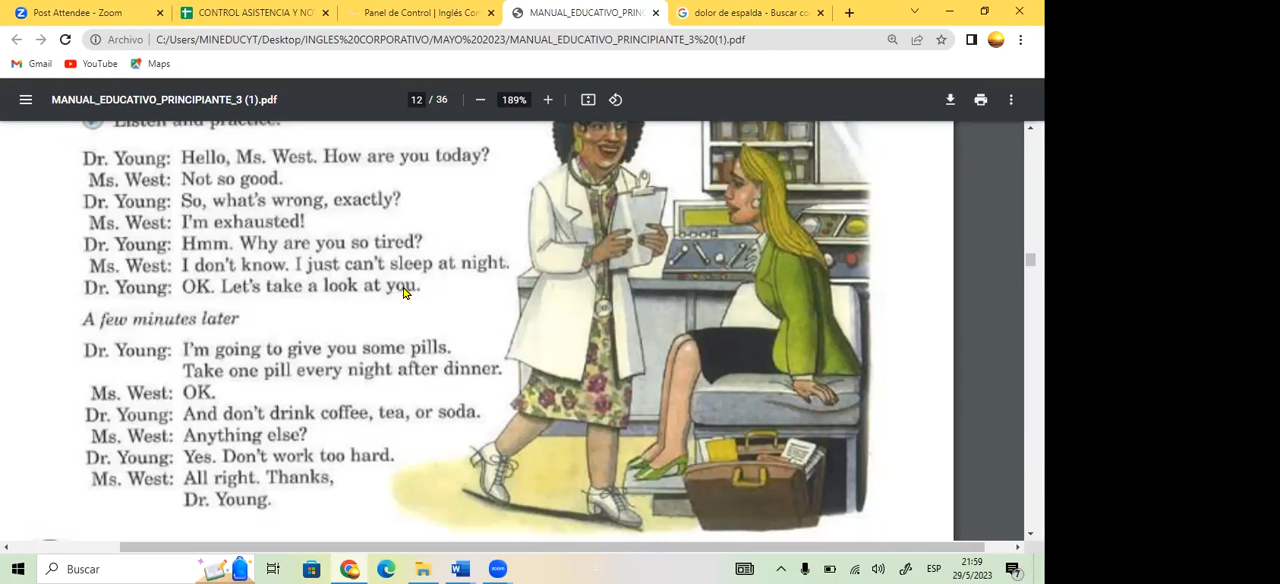 Post Attendee - Zoom
CONTROL ASISTENCIA Y NO
Panel de Control | Inglés Con
MANUAL_EDUCATIVO_PRINCIPI
dolor de espalda - Buscar co
Archivo
C:/Users/MINEDUCYT/Desktop/INGLES%20CORPORATIVO/MAYO%202023/MANUAL_EDUCATIVO_PRINCIPIANTE_3%20(1).pdf
Gmail
YouTube
Maps
MANUAL_EDUCATIVO_PRINCIPIANTE_3 (1).pdf
12 / 36
189%
Listen and practice.
Dr. Young: Hello, Ms. West. How are you today?
Ms. West: Not so good.
Dr. Young: So, what's wrong, exactly?
Ms. West: I'm exhausted!
Dr. Young: Hmm. Why are you so tired?
Ms. West: I don't know. I just can't sleep at night.
Dr. Young: OK. Let's take a look at you.
A few minutes later
Dr. Young: I'm going to give you some pills.
Take one pill every night after dinner.
Ms. West: OK.
Dr. Young: And don't drink coffee, tea, or soda.
Ms. West: Anything else?
Dr. Young: Yes. Don't work too hard.
Ms. West: All right. Thanks,
Dr. Young.
Buscar
zoom
ESP
21:59
29/5/2023
7